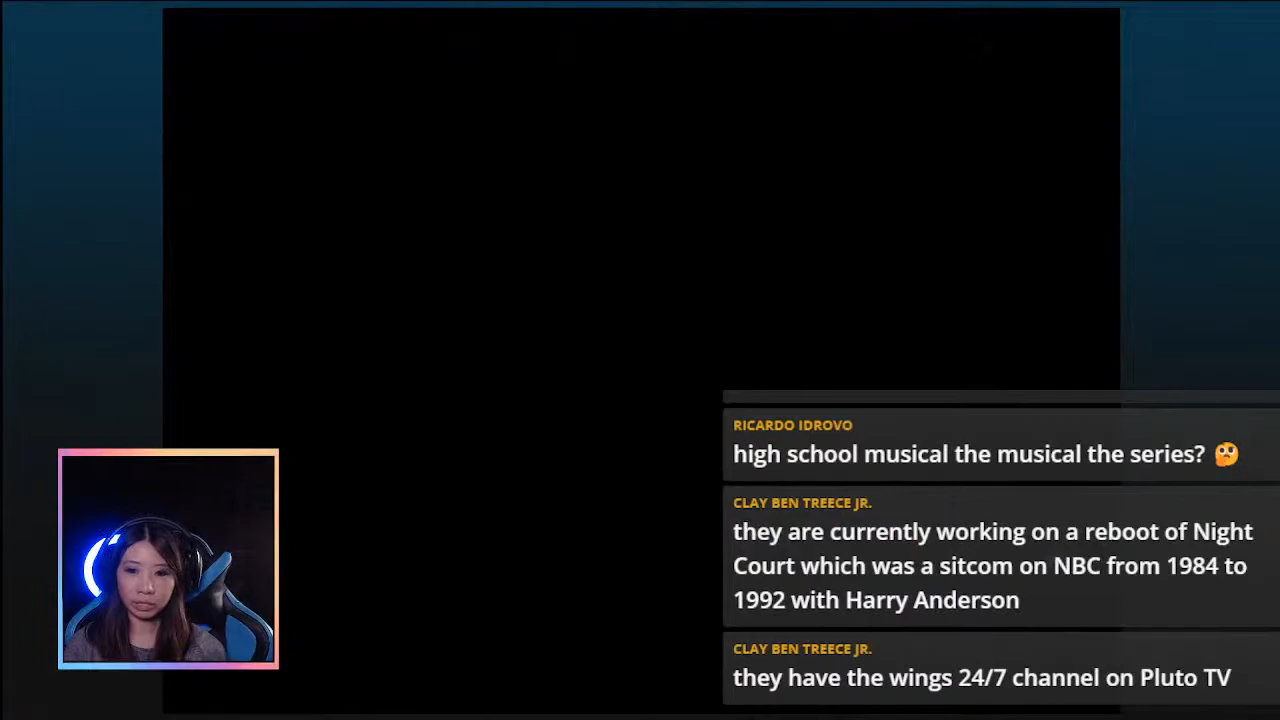 RICARDO IDROVO
high school musical the musical the series? 🤔
CLAY BEN TREECE JR.
they are currently working on a reboot of Night
Court which was a sitcom on NBC from 1984 to
1992 with Harry Anderson
CLAY BEN TREECE JR.
they have the wings 24/7 channel on Pluto TV